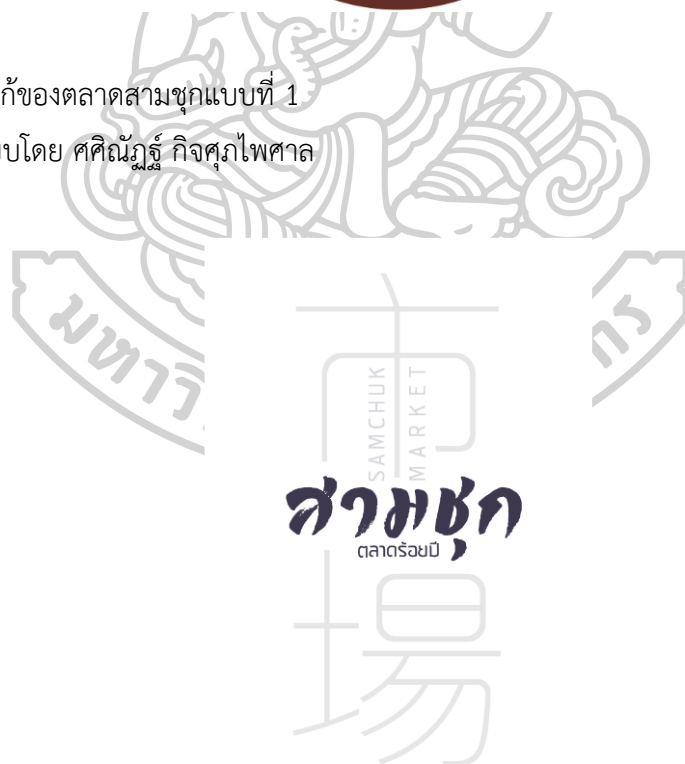 ก้ของตลาดสามชุกแบบที่ 1
บโดย ศศิณัฏฐ์ กิจศุภไพศาล
市場
SAMCHUK
MARKET
สามชุก
ตลาดร้อยปี